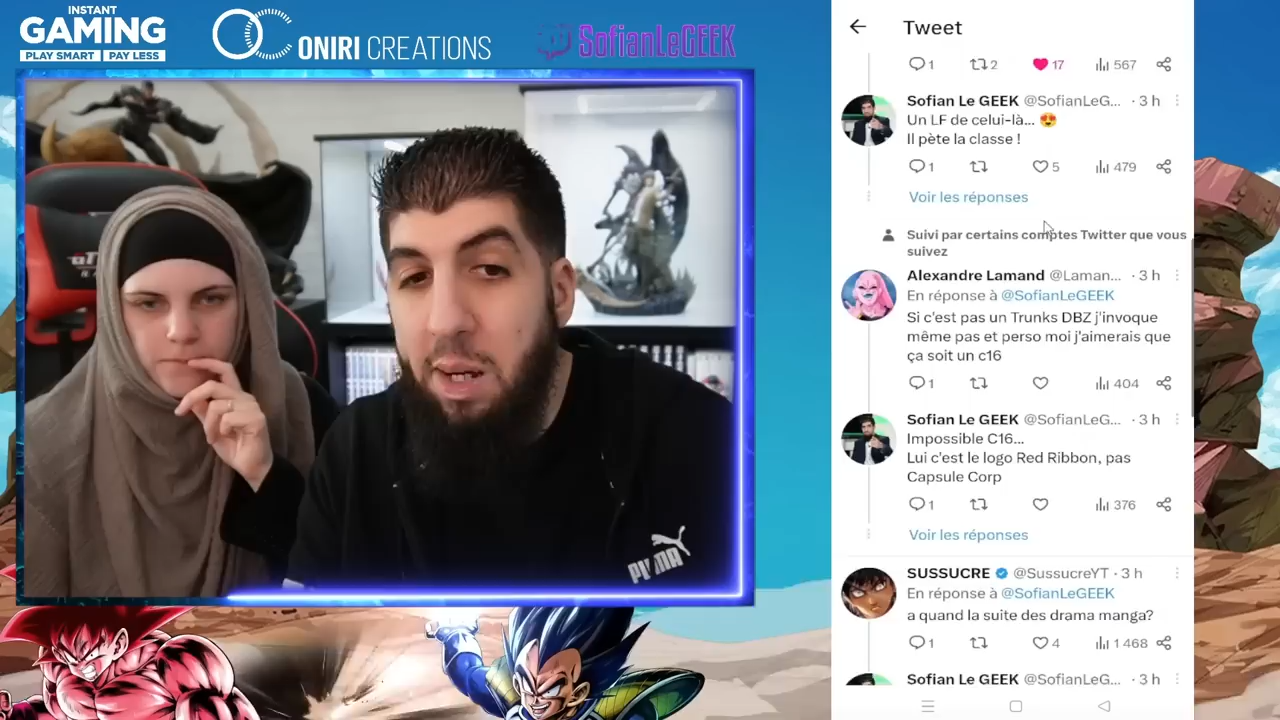 INSTANT
GAMING
PLAY SMART PAY LESS
ONIRI CREATIONS
SofianLeGEEK
PUMA
Tweet
1 2 17 567
Sofian Le GEEK @SofianLeG... · 3 h
Un LF de celui-là... 😍
Il pète la classe !
1 5 479
Voir les réponses
Suivi par certains comptes Twitter que vous
suivez
Alexandre Lamand @Laman... · 3 h
En réponse à @SofianLeGEEK
Si c'est pas un Trunks DBZ j'invoque
même pas et perso moi j'aimerais que
ça soit un c16
1 404
Sofian Le GEEK @SofianLeG... · 3 h
Impossible C16...
Lui c'est le logo Red Ribbon, pas
Capsule Corp
1 376
Voir les réponses
SUSSUCRE @SussucreYT · 3 h
En réponse à @SofianLeGEEK
a quand la suite des drama manga?
1 4 1 468
Sofian Le GEEK @SofianLeG... · 3 h